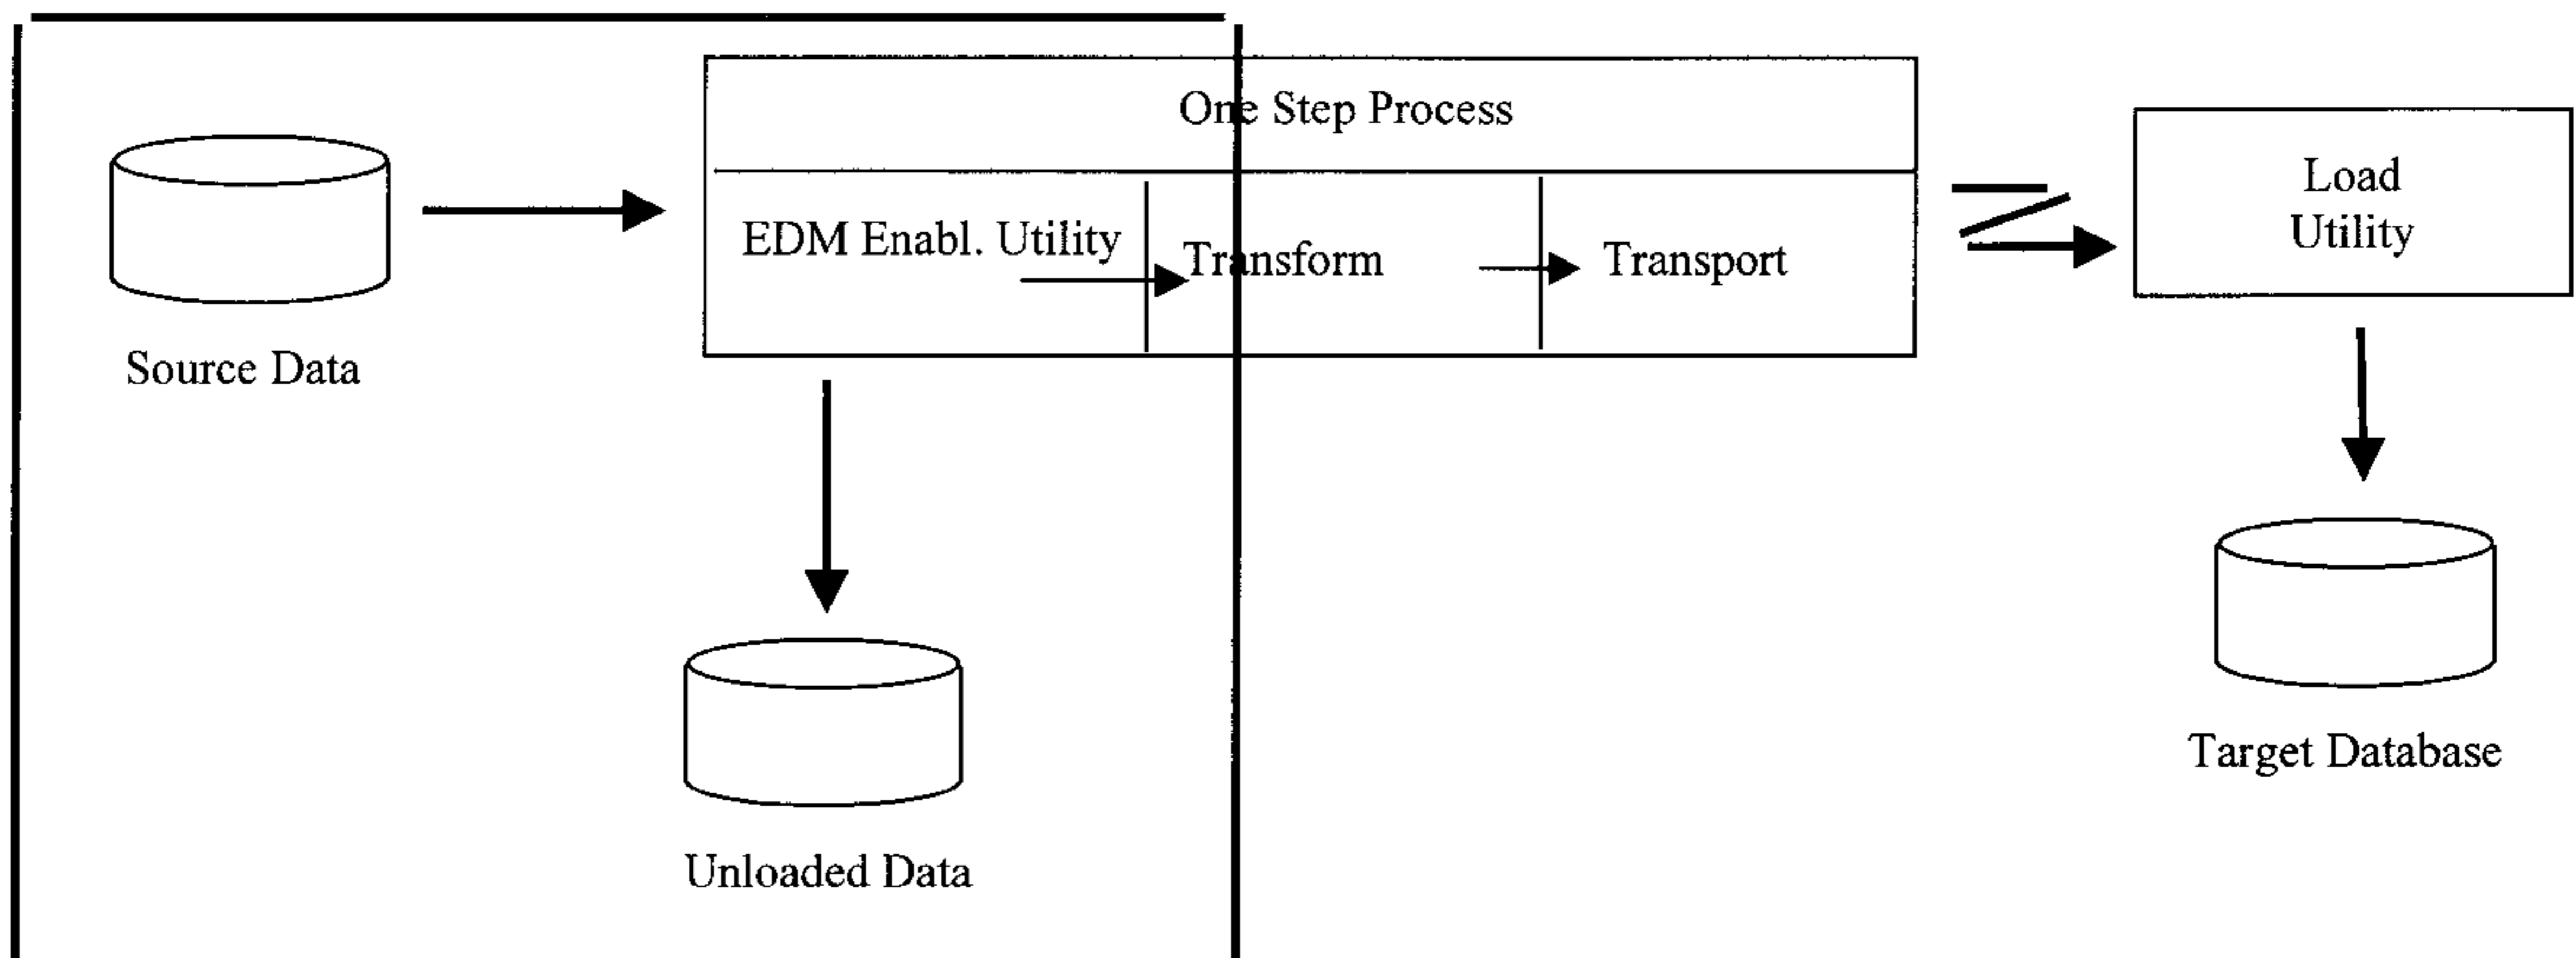 One Step Process
Load
Utility
EDM Enabl. Utility
Transform
Transport
Source Data
Target Database
Unloaded Data